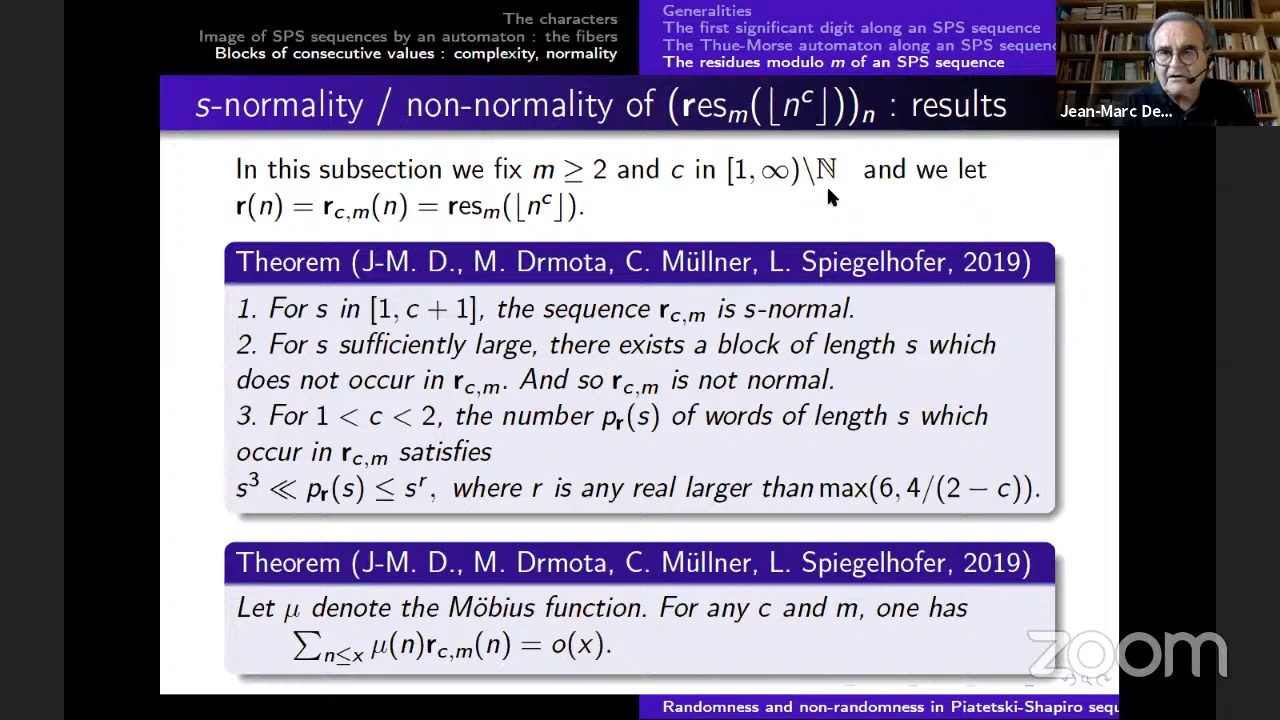 The characters
Image of SPS sequences by an automaton : the fibers
Blocks of consecutive values : complexity, normality
Generalities
The first significant digit along an SPS sequence
The Thue-Morse automaton along an SPS sequenc
The residues modulo m of an SPS sequence
Jean-Marc De...
s-normality / non-normality of (res_m(⌊n^c⌋))_n : results
In this subsection we fix m ≥ 2 and c in [1, ∞)\ℕ and we let
r(n) = r_{c,m}(n) = res_m(⌊n^c⌋).
Theorem (J-M. D., M. Drmota, C. Müllner, L. Spiegelhofer, 2019)
1. For s in [1, c + 1], the sequence r_{c,m} is s-normal.
2. For s sufficiently large, there exists a block of length s which
does not occur in r_{c,m}. And so r_{c,m} is not normal.
3. For 1 < c < 2, the number p_r(s) of words of length s which
occur in r_{c,m} satisfies
s^3 ≪ p_r(s) ≤ s^r, where r is any real larger than max(6, 4/(2 − c)).
Theorem (J-M. D., M. Drmota, C. Müllner, L. Spiegelhofer, 2019)
Let μ denote the Möbius function. For any c and m, one has
∑_{n≤x} μ(n)r_{c,m}(n) = o(x).
zoom
Randomness and non-randomness in Piatetski-Shapiro sequ